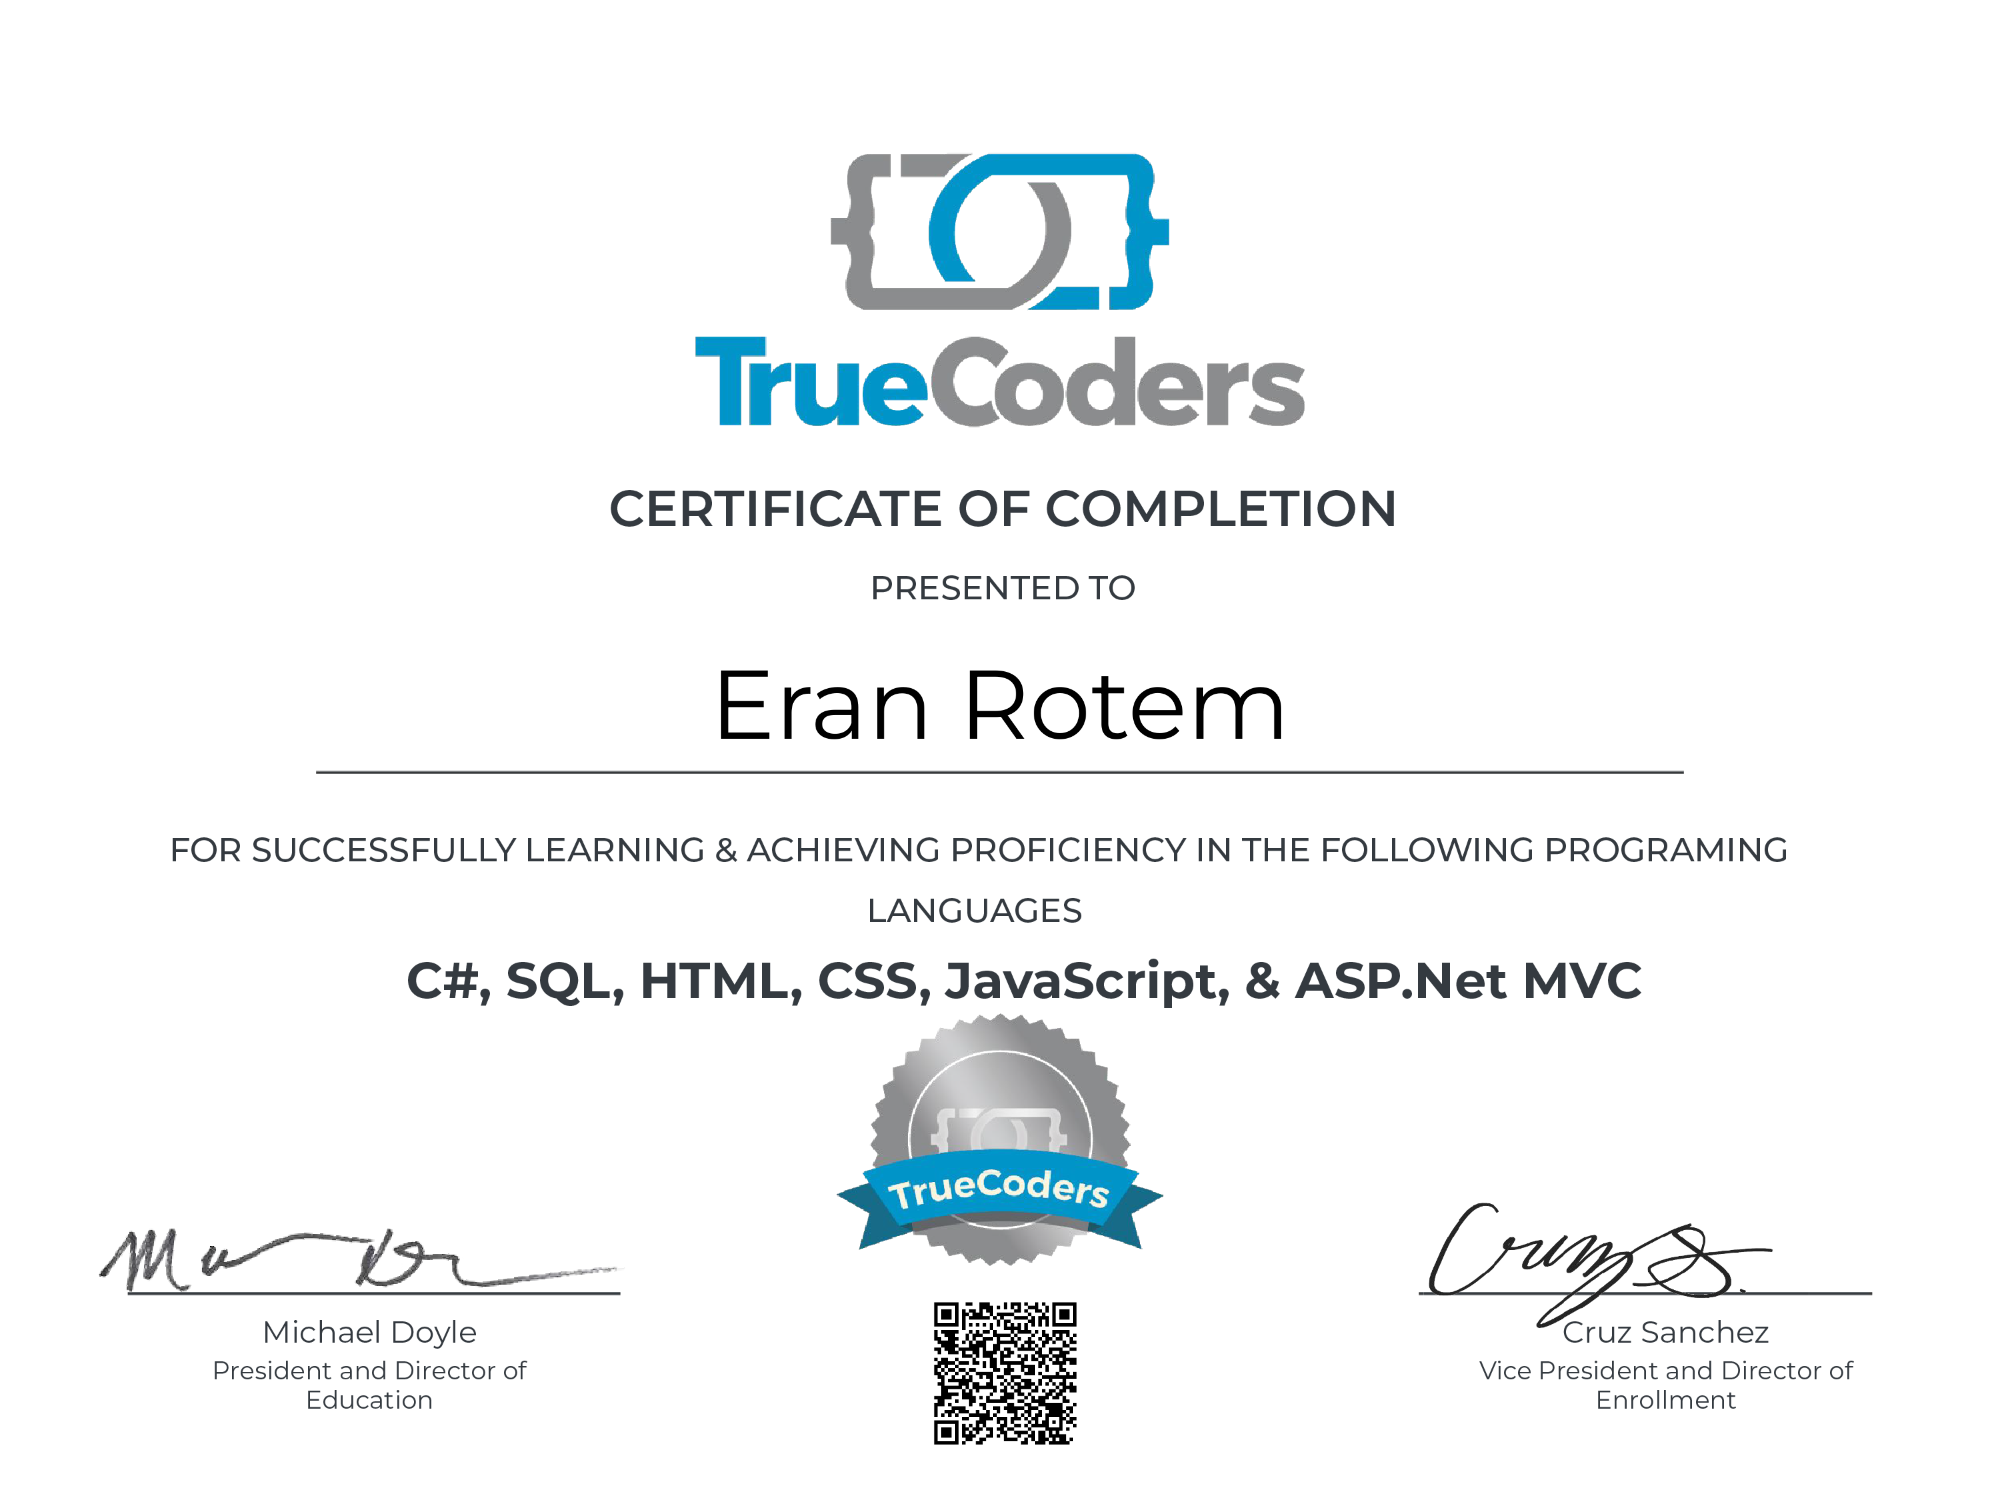 TrueCoders
CERTIFICATE OF COMPLETION
PRESENTED TO
Eran Rotem
FOR SUCCESSFULLY LEARNING & ACHIEVING PROFICIENCY IN THE FOLLOWING PROGRAMING
LANGUAGES
C#, SQL, HTML, CSS, JavaScript, & ASP.Net MVC
TrueCoders
Cruz S.
Michael Doyle
President and Director of
Education
Cruz Sanchez
Vice President and Director of
Enrollment